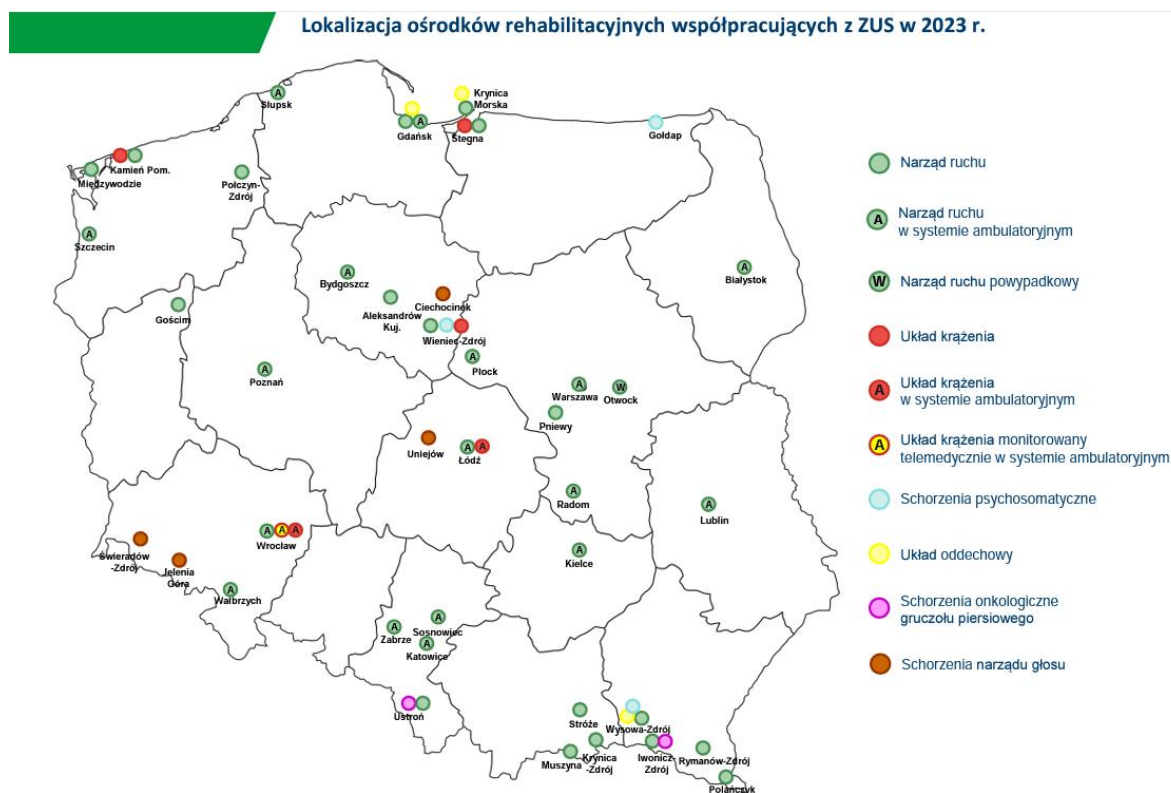 Lokalizacja ośrodków rehabilitacyjnych współpracujących z ZUS w 2023 r.
A
Słupsk
Krynica
Morska
A
Gdańsk
Stegna
Gołdap
Kamień Pom.
Międzywodzie
Połczyn-
Zdrój
A
Szczecin
A
Bydgoszcz
A
Białystok
Gościm
Aleksandrów
Kuj.
Ciechocinek
Wieniec-Zdrój
A
Płock
A
Poznań
A
Warszawa
W
Otwock
Pniewy
Uniejów
A A
Łódź
A
Radom
A
Lublin
A A A
Wrocław
Świeradów
-Zdrój
Jelenia
Góra
A
Wałbrzych
A
Kielce
A
Zabrze
A
Sosnowiec
A
Katowice
Ustroń
Stróże
Wysowa-Zdrój
Muszyna
Krynica
-Zdrój
Iwonicz-
Zdrój
Rymanów-Zdrój
Polańczyk
Narząd ruchu
A
Narząd ruchu
w systemie ambulatoryjnym
W
Narząd ruchu powypadkowy
Układ krążenia
A
Układ krążenia
w systemie ambulatoryjnym
A
Układ krążenia monitorowany
telemedycznie w systemie ambulatoryjnym
Schorzenia psychosomatyczne
Układ oddechowy
Schorzenia onkologiczne
gruczołu piersiowego
Schorzenia narządu głosu